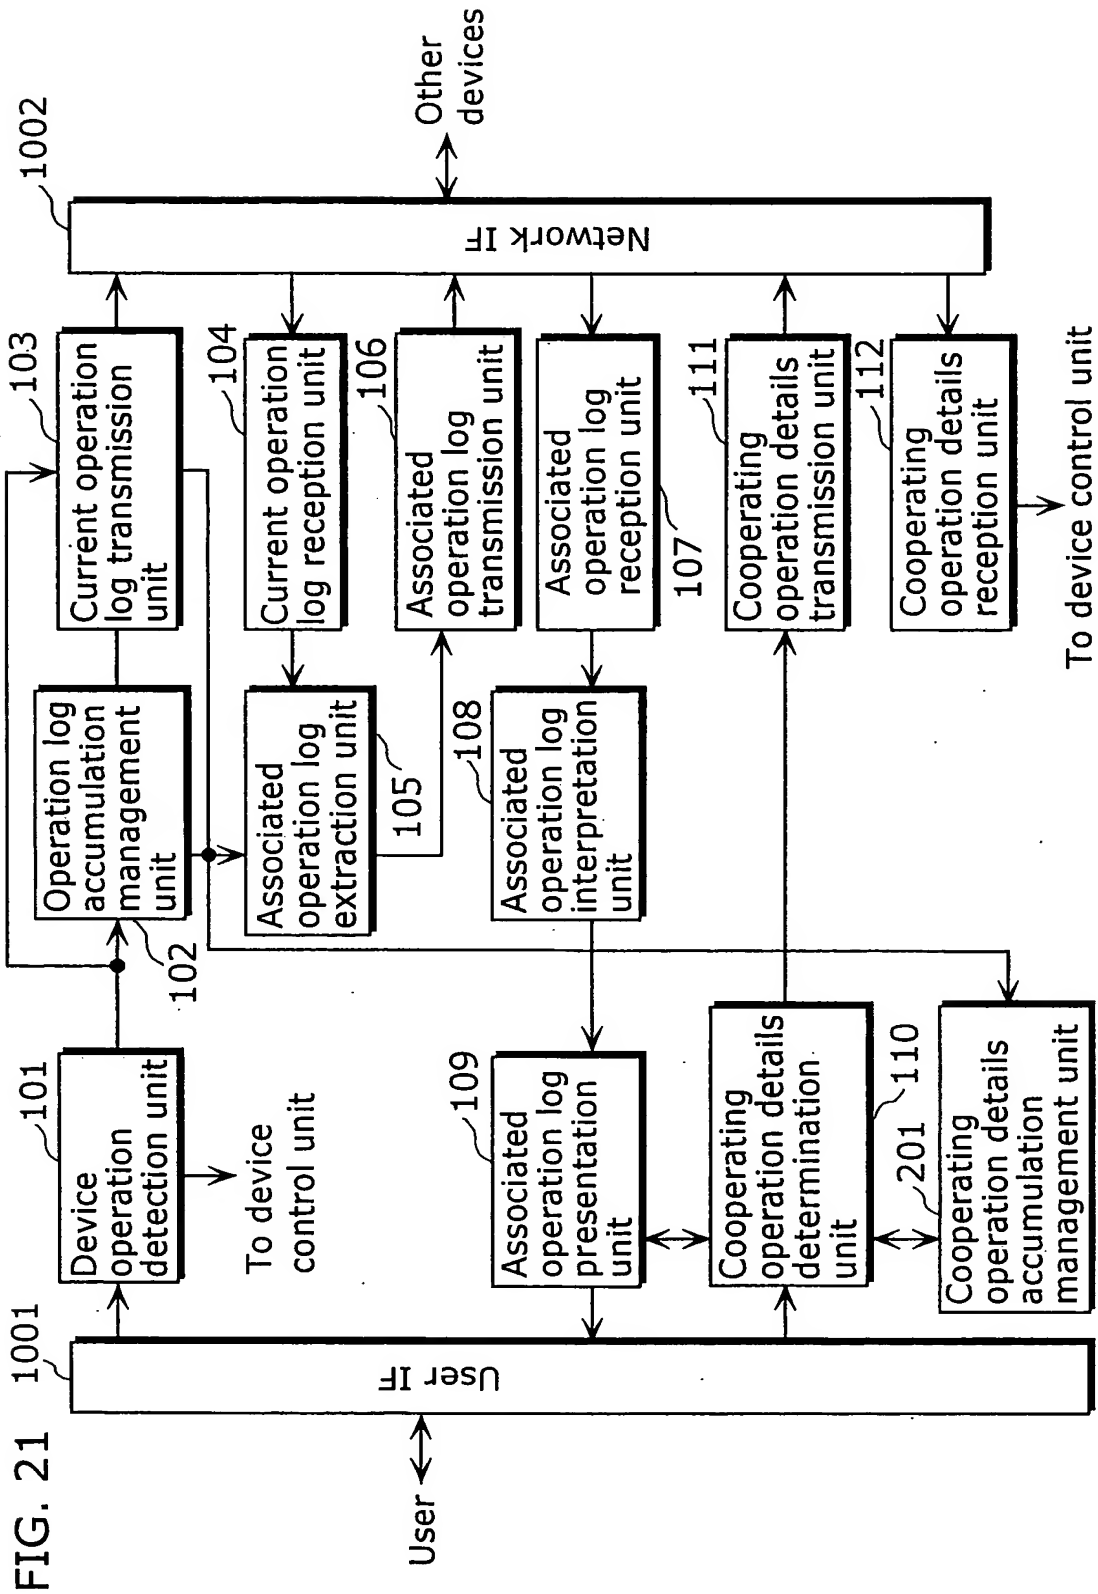 FIG. 21
1001
User IF
User
101
Device
operation
detection unit
To device
control unit
102
Operation log
accumulation
management
unit
103
Current operation
log transmission
unit
1002
Network IF
Other
devices
104
Current operation
log reception unit
Associated
operation log
extraction unit
105
106
Associated
operation log
transmission unit
Associated
operation log
reception unit
107
108
Associated
operation log
interpretation
unit
109
Associated
operation log
presentation
unit
Cooperating
operation details
determination
unit
110
111
Cooperating
operation details
transmission unit
112
Cooperating
operation details
reception unit
To device control unit
201
Cooperating
operation details
accumulation
management unit